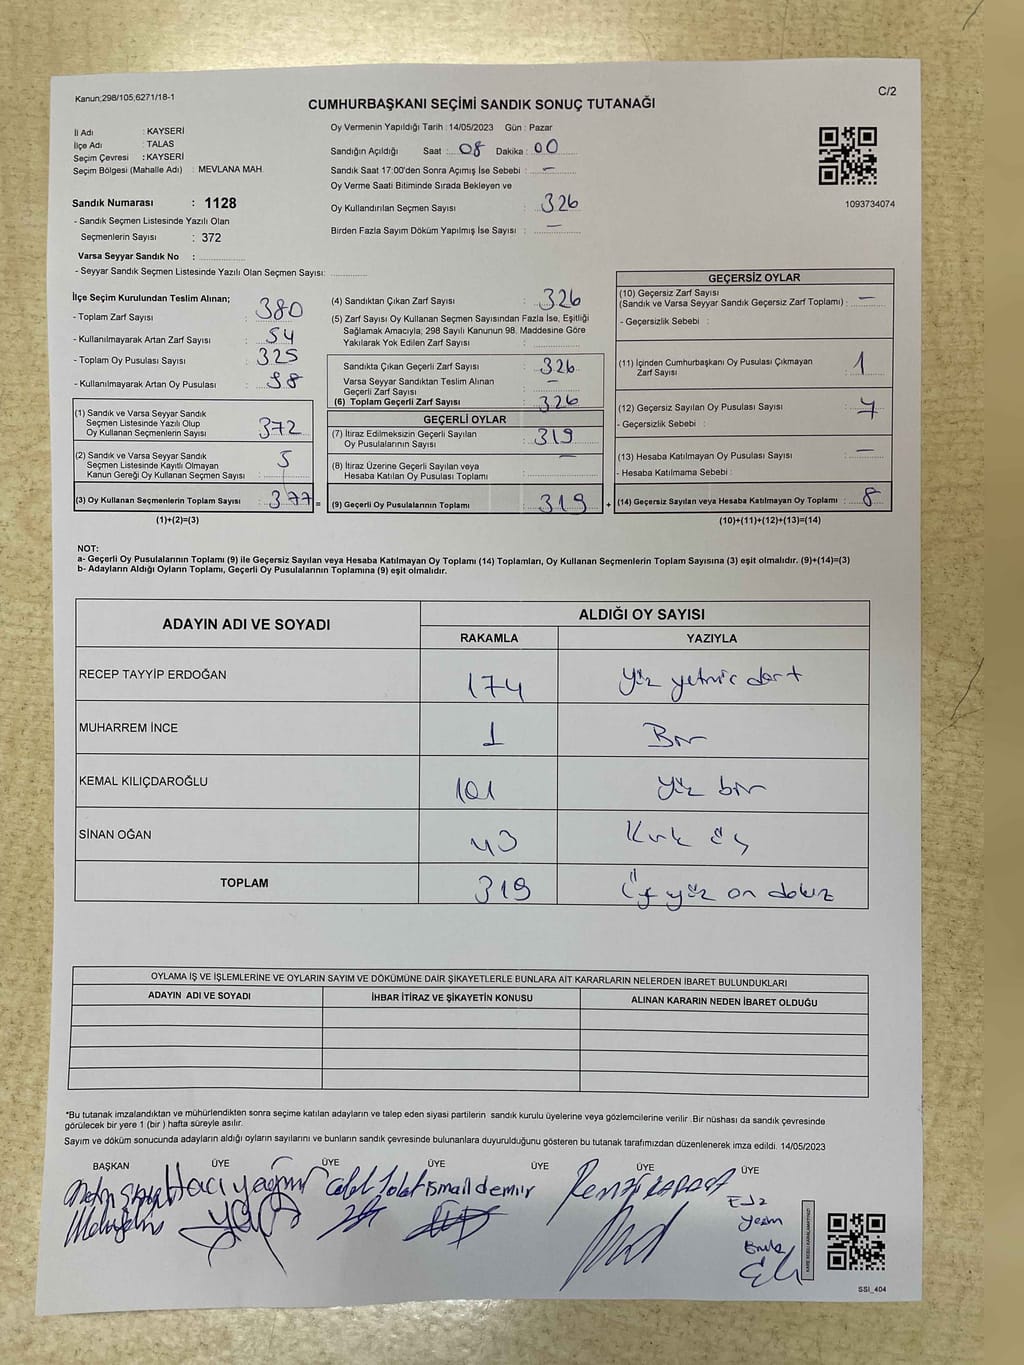 Kanun;298/105;6271/18-1
C/2
CUMHURBAŞKANI SEÇİMİ SANDIK SONUÇ TUTANAĞI
İl Adı : KAYSERİ
İlçe Adı : TALAS
Seçim Çevresi : KAYSERİ
Seçim Bölgesi (Mahalle Adı) : MEVLANA MAH.
Sandık Numarası : 1128
- Sandık Seçmen Listesinde Yazılı Olan
Seçmenlerin Sayısı : 372
Varsa Seyyar Sandık No :
- Seyyar Sandık Seçmen Listesinde Yazılı Olan Seçmen Sayısı:
Oy Vermenin Yapıldığı Tarih : 14/05/2023 Gün : Pazar
Sandığın Açıldığı Saat : 08 Dakika : 00
Sandık Saat 17:00'den Sonra Açımış İse Sebebi : —
Oy Verme Saati Bitiminde Sırada Bekleyen ve
Oy Kullandırılan Seçmen Sayısı : 326
Birden Fazla Sayım Döküm Yapılmış İse Sayısı : —
1093734074
İlçe Seçim Kurulundan Teslim Alınan;
- Toplam Zarf Sayısı : 380
- Kullanılmayarak Artan Zarf Sayısı : 54
- Toplam Oy Pusulası Sayısı : 325
- Kullanılmayarak Artan Oy Pusulası : 98
(1) Sandık ve Varsa Seyyar Sandık
Seçmen Listesinde Yazılı Olup
Oy Kullanan Seçmenlerin Sayısı : 372
(2) Sandık ve Varsa Seyyar Sandık
Seçmen Listesinde Kayıtlı Olmayan
Kanun Gereği Oy Kullanan Seçmen Sayısı : 5
(3) Oy Kullanan Seçmenlerin Toplam Sayısı : 377 =
(1)+(2)=(3)
(4) Sandıktan Çıkan Zarf Sayısı : 326
(5) Zarf Sayısı Oy Kullanan Seçmen Sayısından Fazla İse, Eşitliği
Sağlamak Amacıyla, 298 Sayılı Kanunun 98. Maddesine Göre
Yakılarak Yok Edilen Zarf Sayısı :
Sandıkta Çıkan Geçerli Zarf Sayısı : 326
Varsa Seyyar Sandıktan Teslim Alınan
Geçerli Zarf Sayısı : —
(6) Toplam Geçerli Zarf Sayısı : 326
GEÇERLİ OYLAR
(7) İtiraz Edilmeksizin Geçerli Sayılan
Oy Pusulalarının Sayısı : 319
(8) İtiraz Üzerine Geçerli Sayılan veya
Hesaba Katılan Oy Pusulası Toplamı : —
(9) Geçerli Oy Pusulalarının Toplamı : 319 +
GEÇERSİZ OYLAR
(10) Geçersiz Zarf Sayısı
(Sandık ve Varsa Seyyar Sandık Geçersiz Zarf Toplamı) : —
- Geçersizlik Sebebi :
(11) İçinden Cumhurbaşkanı Oy Pusulası Çıkmayan
Zarf Sayısı : 1
(12) Geçersiz Sayılan Oy Pusulası Sayısı : 7
- Geçersizlik Sebebi :
(13) Hesaba Katılmayan Oy Pusulası Sayısı : —
- Hesaba Katılmama Sebebi :
(14) Geçersiz Sayılan veya Hesaba Katılmayan Oy Toplamı : 8
(10)+(11)+(12)+(13)=(14)
NOT:
a- Geçerli Oy Pusulalarının Toplamı (9) ile Geçersiz Sayılan veya Hesaba Katılmayan Oy Toplamı (14) Toplamları, Oy Kullanan Seçmenlerin Toplam Sayısına (3) eşit olmalıdır. (9)+(14)=(3)
b- Adayların Aldığı Oyların Toplamı, Geçerli Oy Pusulalarının Toplamına (9) eşit olmalıdır.
ADAYIN ADI VE SOYADI
ALDIĞI OY SAYISI
RAKAMLA YAZIYLA
RECEP TAYYİP ERDOĞAN 174 Yüz yetmiş dört
MUHARREM İNCE 1 Bir
KEMAL KILIÇDAROĞLU 101 Yüz bir
SİNAN OĞAN 43 Kırk üç
TOPLAM 319 Üç yüz on dokuz
OYLAMA İŞ VE İŞLEMLERİNE VE OYLARIN SAYIM VE DÖKÜMÜNE DAİR ŞİKAYETLERLE BUNLARA AİT KARARLARIN NELERDEN İBARET BULUNDUKLARI
ADAYIN ADI VE SOYADI İHBAR İTİRAZ VE ŞİKAYETİN KONUSU ALINAN KARARIN NEDEN İBARET OLDUĞU
*Bu tutanak imzalandıktan ve mühürlendikten sonra seçime katılan adayların ve talep eden siyasi partilerin sandık kurulu üyelerine veya gözlemcilerine verilir .Bir nüshası da sandık çevresinde
görülecek bir yere 1 (bir ) hafta süreyle asılır.
Sayım ve döküm sonucunda adayların aldığı oyların sayılarını ve bunların sandık çevresinde bulunanlara duyurulduğunu gösteren bu tutanak tarafımızdan düzenlenerek imza edildi. 14/05/2023
BAŞKAN ÜYE ÜYE ÜYE ÜYE ÜYE ÜYE
Hacı yağmur
ismail demir
SSI_404